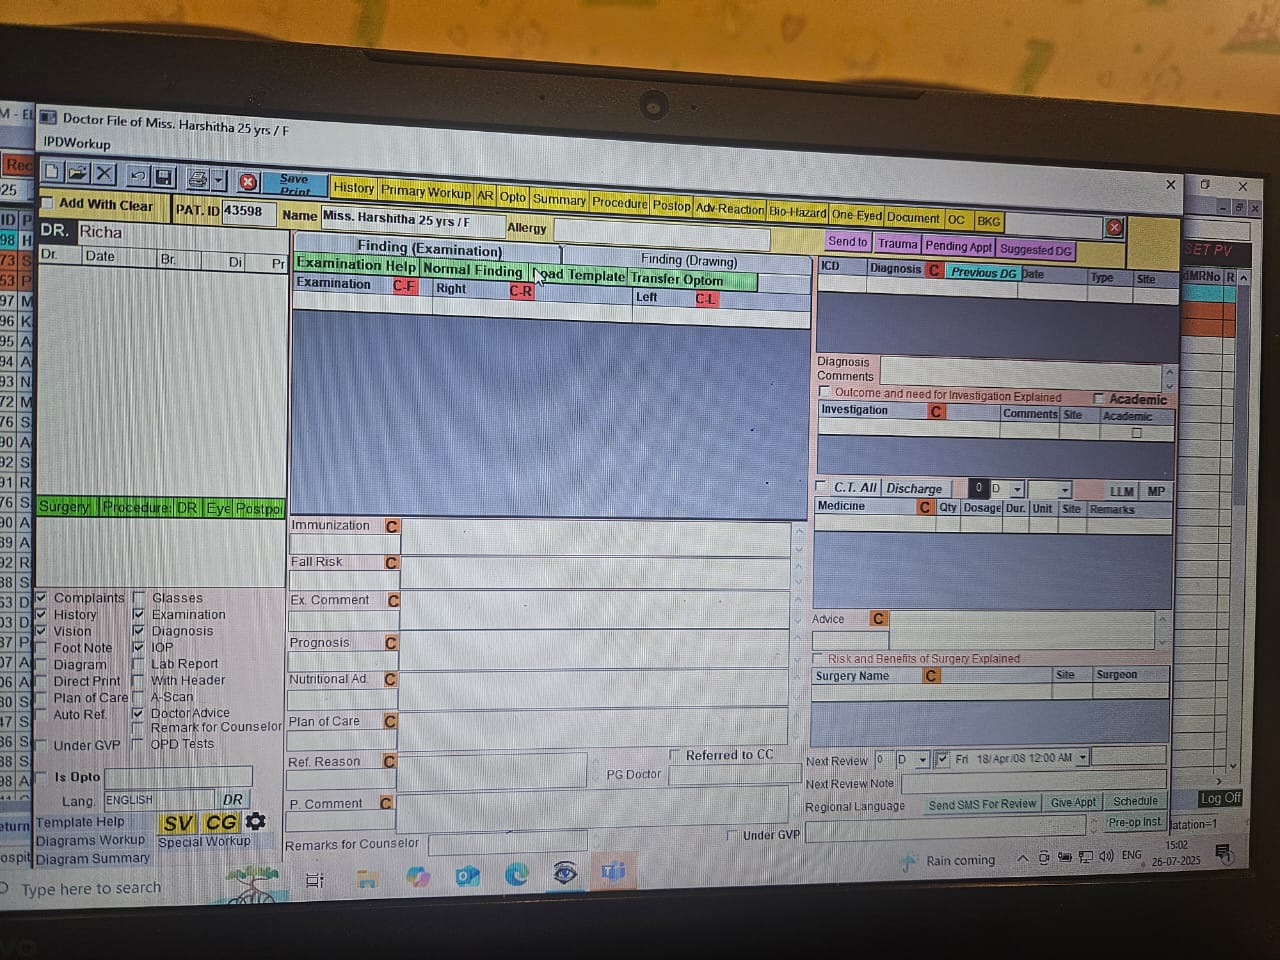 Doctor File of Miss. Harshitha 25 yrs / F
IPDWorkup
Save Print
History Primary Workup AR Opto Summary Procedure Postop Adv-Reaction Bio-Hazard One-Eyed Document OC BKG
Add With Clear PAT. ID 43598 Name Miss. Harshitha 25 yrs / F Allergy
Send to Trauma Pending Appt Suggested DG
DR. Richa
Dr. Date Br. Di Pr
Finding (Examination) Finding (Drawing)
Examination Help Normal Finding oad Template Transfer Optom
Examination C-F Right C-R Left C-L
ICD Diagnosis C Previous DG Date Type Site
Diagnosis
Comments
Outcome and need for Investigation Explained Academic
Investigation C Comments Site Academic
C.T. All Discharge 0 D LLM MP
Medicine C Qty Dosage Dur. Unit Site Remarks
Surgery Procedure: DR Eye Postpo
Immunization C
Fall Risk C
Ex. Comment C
Prognosis C
Nutritional Ad. C
Plan of Care C
Ref. Reason C
P. Comment C
Remarks for Counselor
Referred to CC
PG Doctor
Under GVP
Advice C
Risk and Benefits of Surgery Explained
Surgery Name C Site Surgeon
Next Review 0 D Fri 18/Apr/08 12:00 AM
Next Review Note
Regional Language Send SMS For Review Give Appt Schedule
Pre-op Inst.
Complaints Glasses
History Examination
Vision Diagnosis
Foot Note IOP
Diagram Lab Report
Direct Print With Header
Plan of Care A-Scan
Auto Ref. Doctor Advice
Remark for Counselor
Under GVP OPD Tests
Is Opto
Lang. ENGLISH DR
Template Help SV CG
Diagrams Workup Special Workup
Diagram Summary
SET PV
dMRNo R
Log Off
latation=1
Type here to search
Rain coming
ENG
15:02
26-07-2025
1